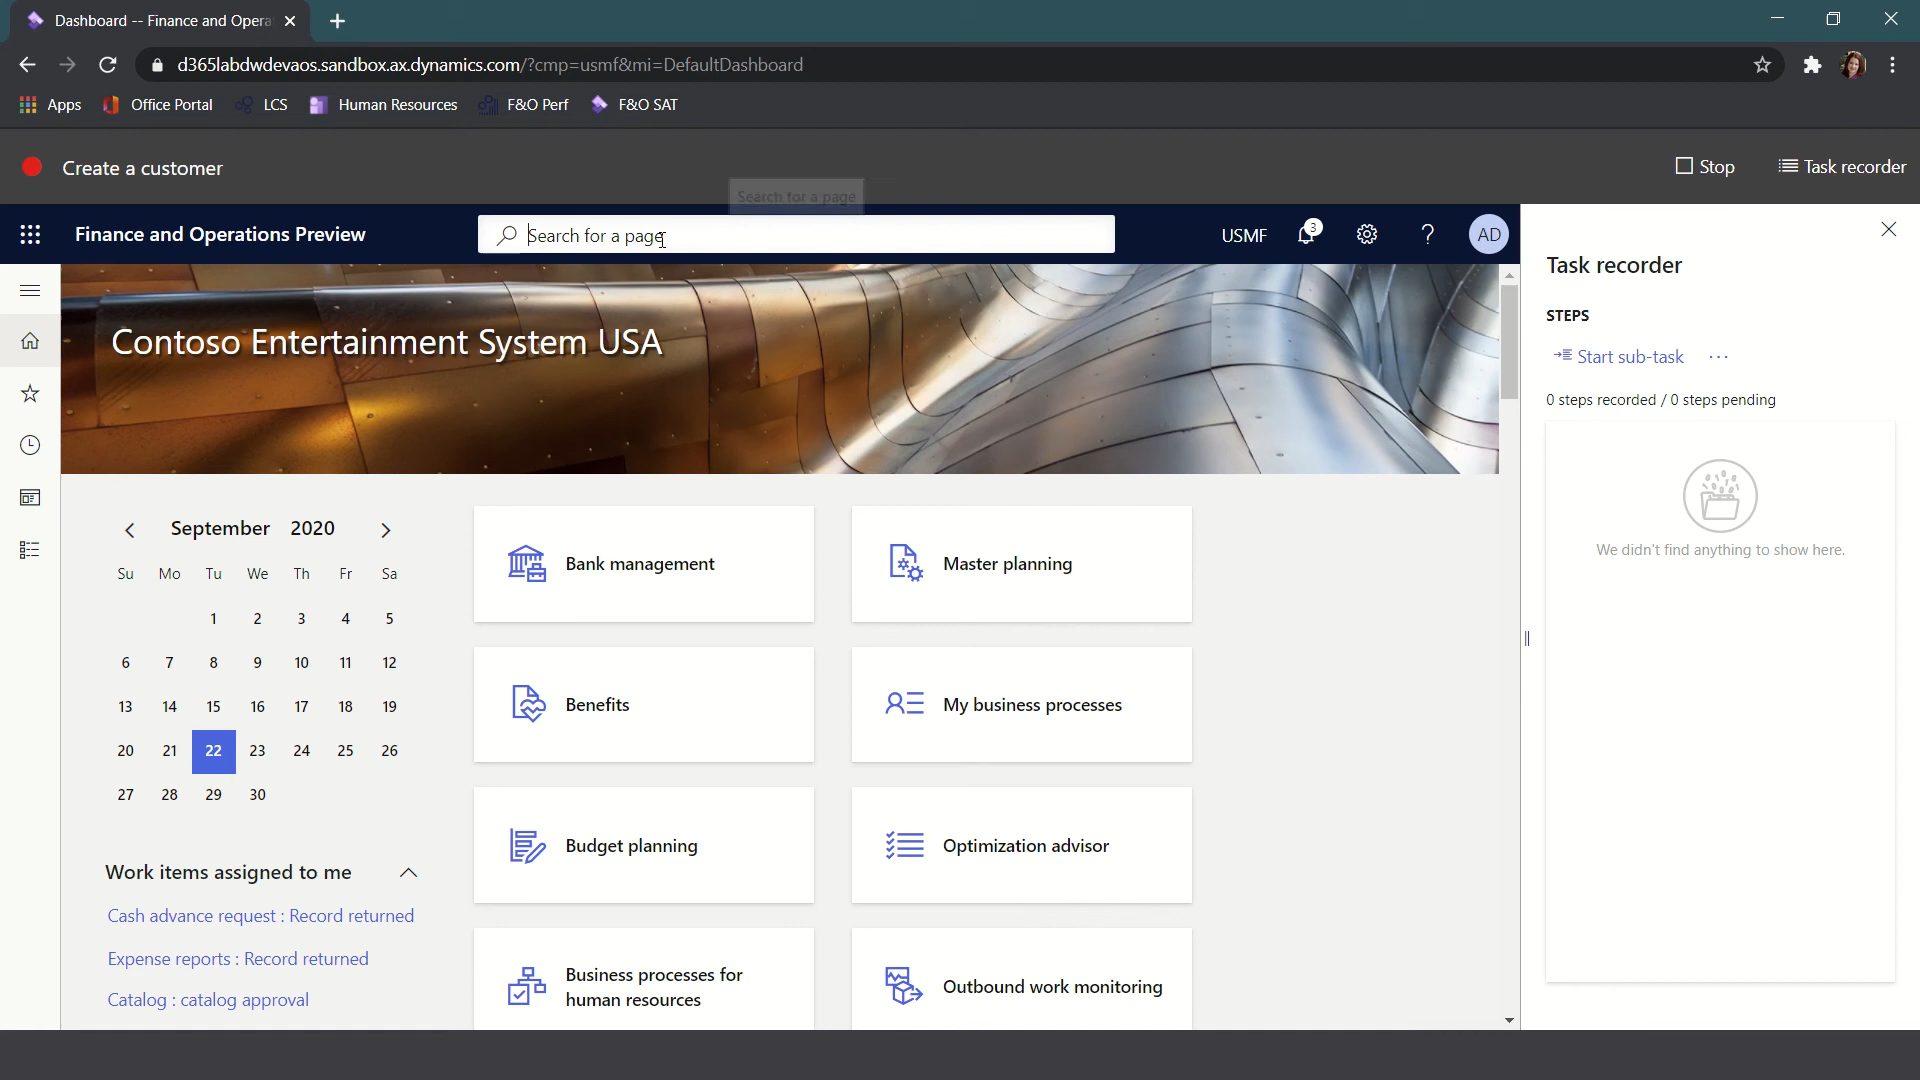 Dashboard -- Finance and Opera
d365labdwdevaos.sandbox.ax.dynamics.com/?cmp=usmf&mi=DefaultDashboard
Apps Office Portal LCS Human Resources F&O Perf F&O SAT
Create a customer
Stop
Task recorder
Search for a page
Finance and Operations Preview
Search for a page
USMF
3
?
AD
Contoso Entertainment System USA
September 2020
Su Mo Tu We Th Fr Sa
1 2 3 4 5
6 7 8 9 10 11 12
13 14 15 16 17 18 19
20 21 22 23 24 25 26
27 28 29 30
Work items assigned to me
Cash advance request : Record returned
Expense reports : Record returned
Catalog : catalog approval
Bank management
Master planning
Benefits
My business processes
Budget planning
Optimization advisor
Business processes for
human resources
Outbound work monitoring
Task recorder
STEPS
Start sub-task
...
0 steps recorded / 0 steps pending
We didn't find anything to show here.